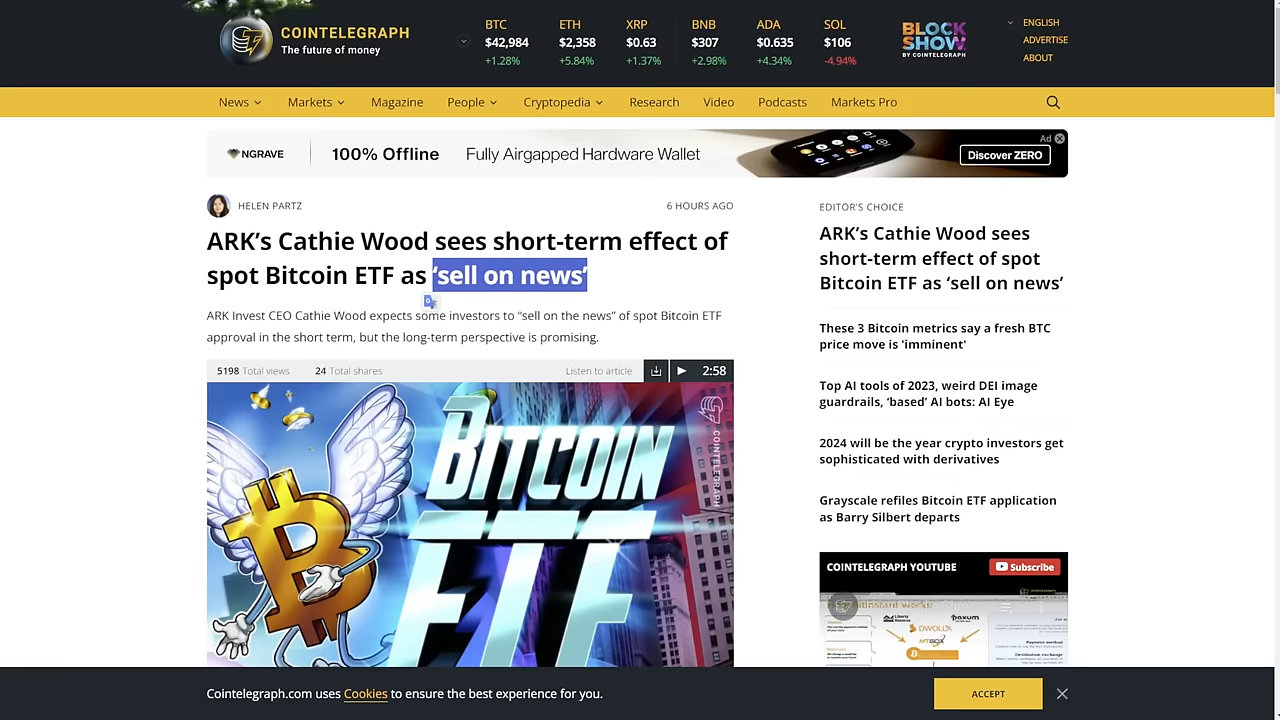 COINTELEGRAPH
The future of money
BTC
$42,984
+1.28%
ETH
$2,358
+5.84%
XRP
$0.63
+1.37%
BNB
$307
+2.98%
ADA
$0.635
+4.34%
SOL
$106
-4.94%
BLOCK
SHOW
BY COINTELEGRAPH
ENGLISH
ADVERTISE
ABOUT
News
Markets
Magazine
People
Cryptopedia
Research
Video
Podcasts
Markets Pro
NGRAVE
100% Offline
Fully Airgapped Hardware Wallet
Ad
Discover ZERO
HELEN PARTZ
6 HOURS AGO
ARK’s Cathie Wood sees short-term effect of
spot Bitcoin ETF as ‘sell on news’
ARK Invest CEO Cathie Wood expects some investors to “sell on the news” of spot Bitcoin ETF
approval in the short term, but the long-term perspective is promising.
5198 Total views
24 Total shares
Listen to article
2:58
BITCOIN
ETF
COINTELEGRAPH
EDITOR’S CHOICE
ARK’s Cathie Wood sees
short-term effect of spot
Bitcoin ETF as ‘sell on news’
These 3 Bitcoin metrics say a fresh BTC
price move is 'imminent'
Top AI tools of 2023, weird DEI image
guardrails, ‘based’ AI bots: AI Eye
2024 will be the year crypto investors get
sophisticated with derivatives
Grayscale refiles Bitcoin ETF application
as Barry Silbert departs
COINTELEGRAPH YOUTUBE
Subscribe
Liberty
Reserve
paxum
DWOLLA
MTGOX
Cointelegraph.com uses Cookies to ensure the best experience for you.
ACCEPT